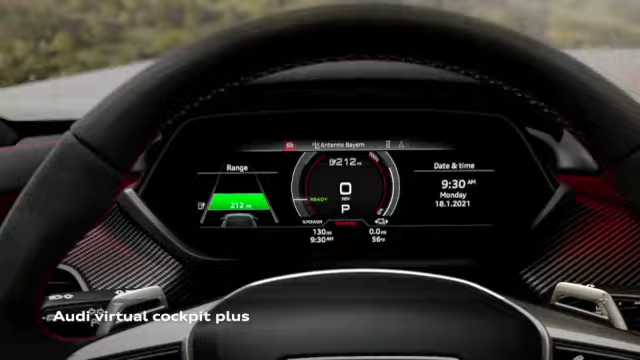 Antenne Bayern
Range
212 mi
Date & time
0
READY
P
212 mi
9:30 AM
Monday
18.1.2021
%POWER
130 mi
0.0 mi
9:30 AM
56°F
Audi virtual cockpit plus